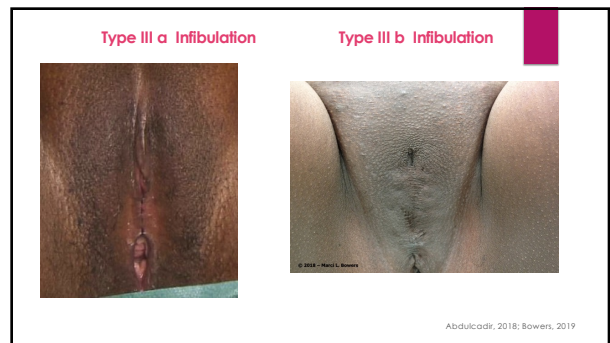 Type III a Infibulation
Type III b Infibulation
© 2018 – Marci L. Bowers
Abdulcadir, 2018; Bowers, 2019